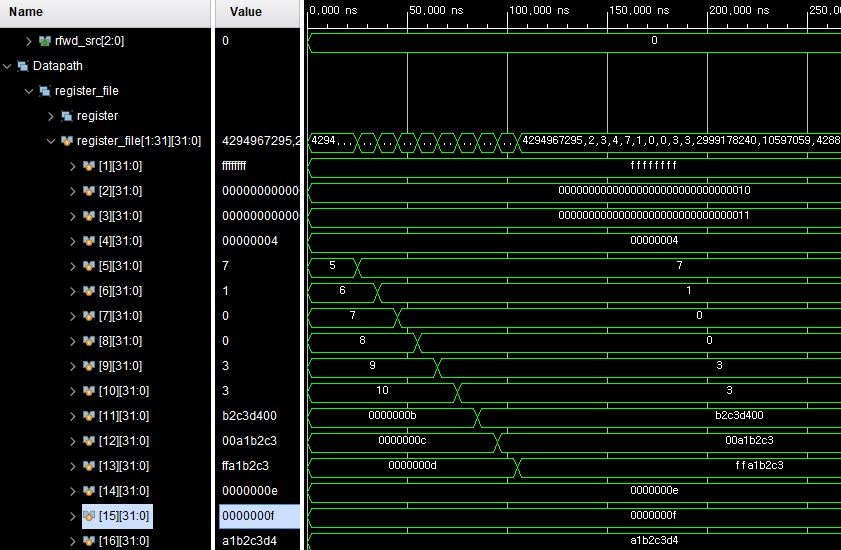 Name Value 0,000 ns 50,000 ns 100,000 ns 150,000 ns 200,000 ns 250,0
rfwd_src[2:0] 0 0
Datapath
register_file
register
register_file[1:31][31:0] 4294967295,2 4294... ... ... ... ... ... ... ... ... 4294967295,2,3,4,7,1,0,0,3,3,2999178240,10597059,4288
[1][31:0] ffffffff ffffffff
[2][31:0] 00000000000 00000000000000000000000000000010
[3][31:0] 00000000000 00000000000000000000000000000011
[4][31:0] 00000004 00000004
[5][31:0] 7 5 7
[6][31:0] 1 6 1
[7][31:0] 0 7 0
[8][31:0] 0 8 0
[9][31:0] 3 9 3
[10][31:0] 3 10 3
[11][31:0] b2c3d400 0000000b b2c3d400
[12][31:0] 00a1b2c3 0000000c 00a1b2c3
[13][31:0] ffa1b2c3 0000000d ffa1b2c3
[14][31:0] 0000000e 0000000e
[15][31:0] 0000000f 0000000f
[16][31:0] a1b2c3d4 a1b2c3d4